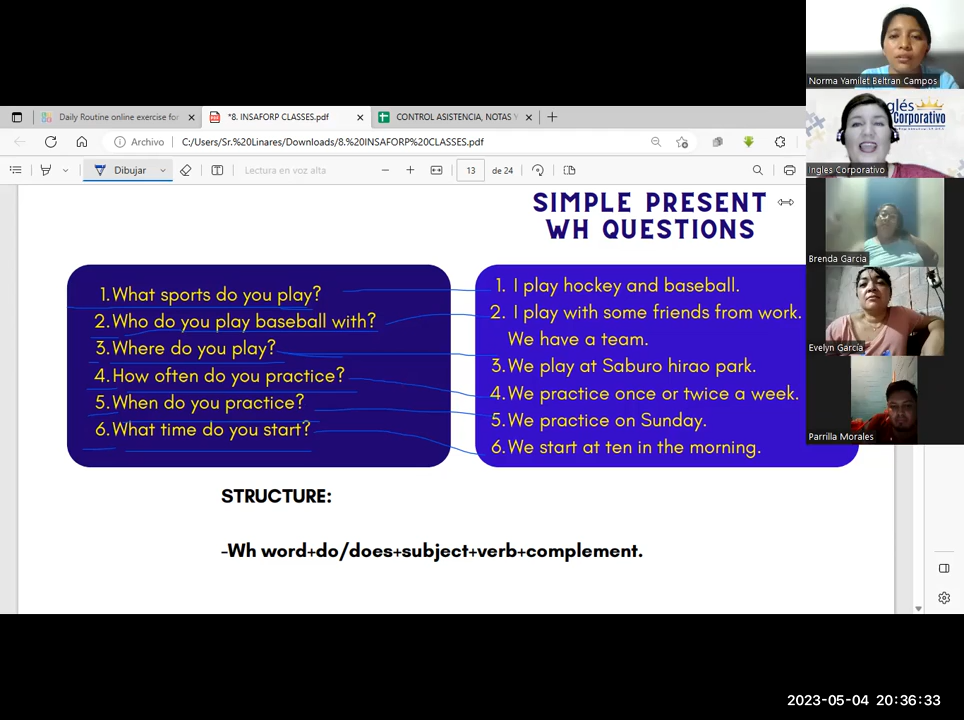 Daily Routine online exercise for
*8. INSAFORP CLASSES.pdf
CONTROL ASISTENCIA, NOTAS Y
Archivo
C:/Users/Sr.%20Linares/Downloads/8.%20INSAFORP%20CLASSES.pdf
Dibujar
Lectura en voz alta
13
de 24
SIMPLE PRESENT
WH QUESTIONS
1.What sports do you play?
2.Who do you play baseball with?
3.Where do you play?
4.How often do you practice?
5.When do you practice?
6.What time do you start?
1. I play hockey and baseball.
2. I play with some friends from work.
We have a team.
3.We play at Saburo hirao park.
4.We practice once or twice a week.
5.We practice on Sunday.
6.We start at ten in the morning.
STRUCTURE:
-Wh word+do/does+subject+verb+complement.
Norma Yamilet Beltran Campos
glés
Corporativo
Ingles Corporativo
Brenda Garcia
Evelyn García
Parrilla Morales
2023-05-04 20:36:33